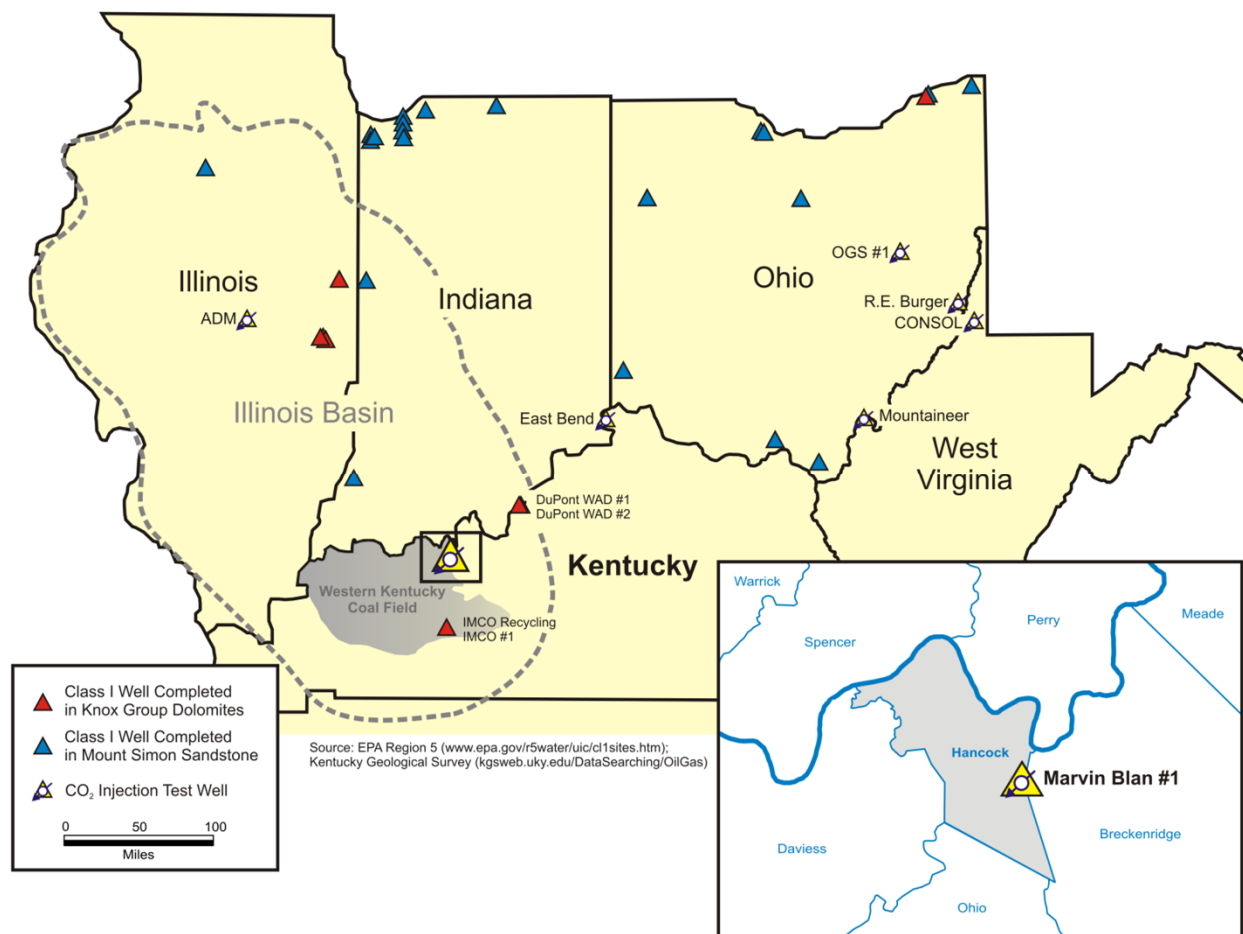 OGS #1
Illinois
Ohio
Indiana
R.E. Burger
ADM
CONSOL
Illinois Basin
East Bend
Mountaineer
West
Virginia
DuPont WAD #1
DuPont WAD #2
Kentucky
Western Kentucky
Coal Field
IMCO Recycling
IMCO #1
Warrick
Meade
Perry
Spencer
Hancock
Marvin Blan #1
Breckenridge
Daviess
Ohio
Class I Well Completed
in Knox Group Dolomites
Class I Well Completed
in Mount Simon Sandstone
CO₂ Injection Test Well
0 50 100
Miles
Source: EPA Region 5 (www.epa.gov/r5water/uic/cl1sites.htm);
Kentucky Geological Survey (kgsweb.uky.edu/DataSearching/OilGas)